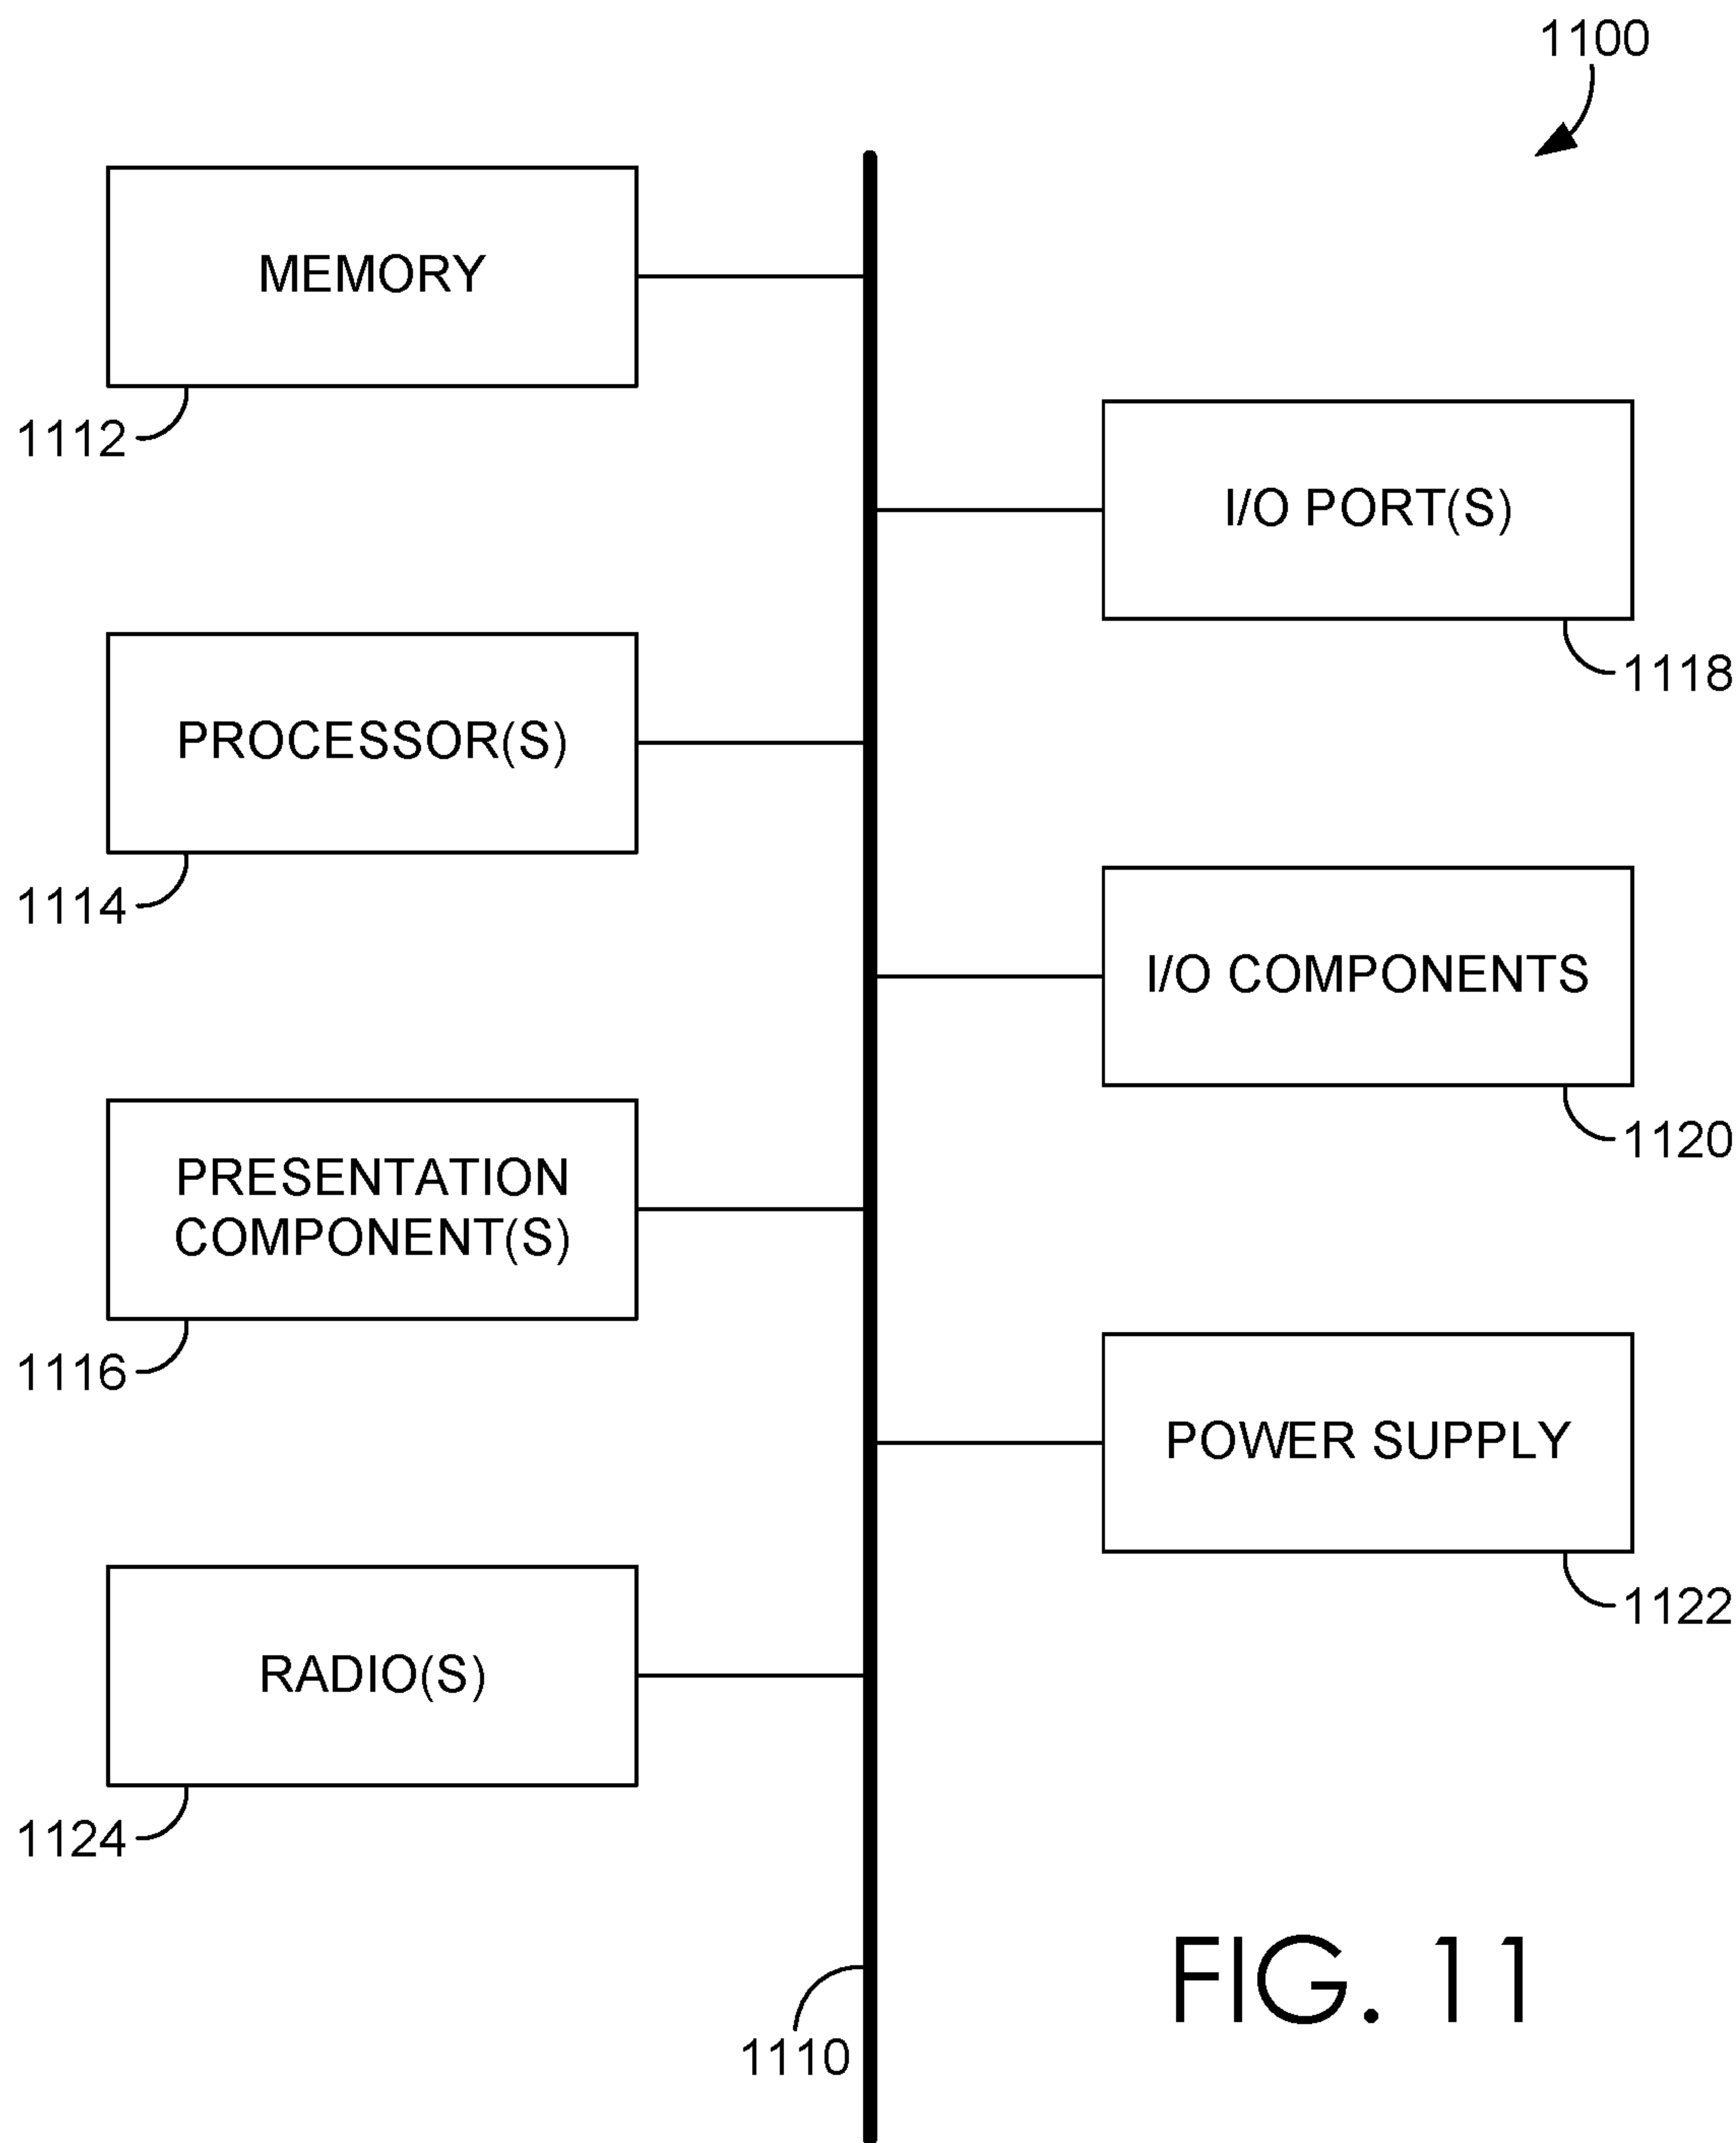 1100
MEMORY
1112
I/O PORT(S)
1118
PROCESSOR(S)
1114
I/O COMPONENTS
1120
PRESENTATION
COMPONENT(S)
1116
POWER SUPPLY
1122
RADIO(S)
1124
1110
FIG. 11